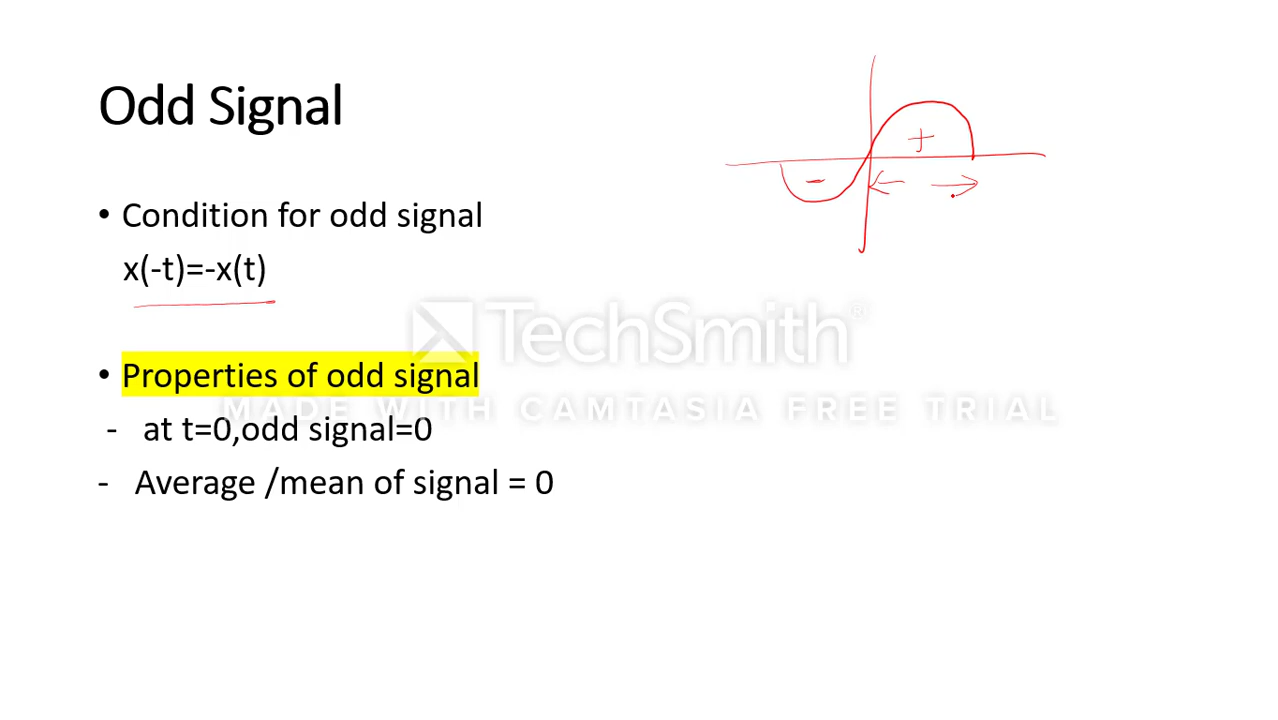 Odd Signal
+
-
• Condition for odd signal
x(-t)=-x(t)
TechSmith®
• Properties of odd signal
MADE WITH CAMTASIA FREE TRIAL
- at t=0,odd signal=0
- Average /mean of signal = 0